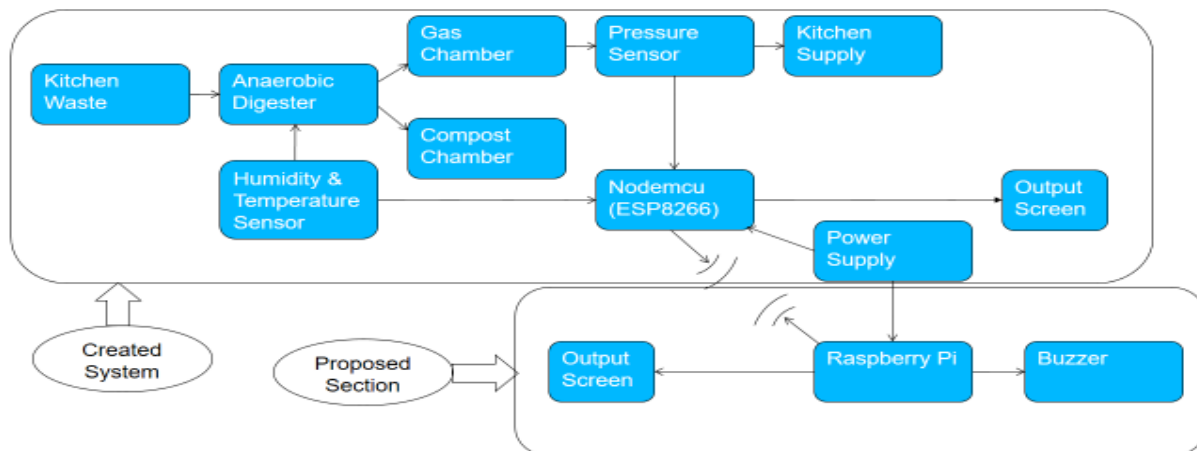 Kitchen
Waste
Anaerobic
Digester
Gas
Chamber
Pressure
Sensor
Kitchen
Supply
Compost
Chamber
Humidity &
Temperature
Sensor
Nodemcu
(ESP8266)
Output
Screen
Power
Supply
Created
System
Proposed
Section
Output
Screen
Raspberry Pi
Buzzer